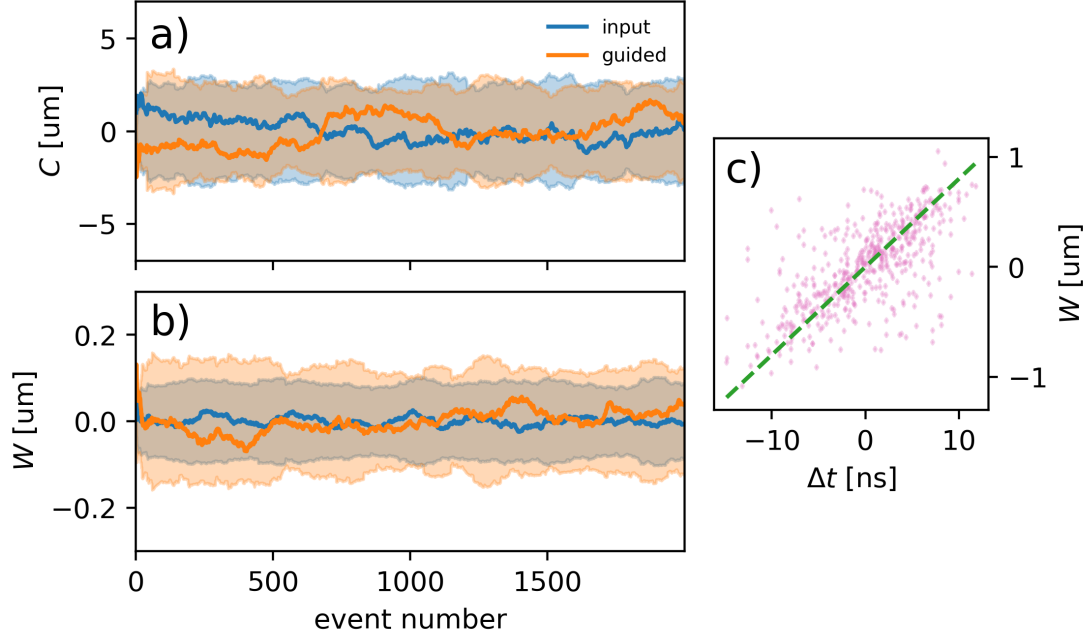 a)
input
guided
5
0
−5
C [um]
b)
0.2
0.0
−0.2
W [um]
0 500 1000 1500
event number
c)
1
0
−1
W [um]
−10 0 10
Δt [ns]